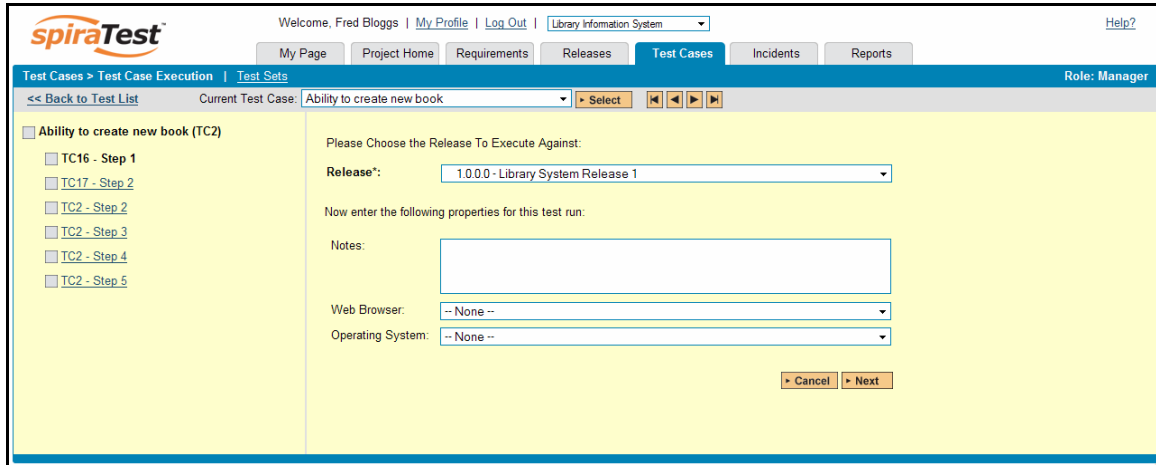 spiraTest
Welcome, Fred Bloggs | My Profile | Log Out | Library Information System
Help?
My Page
Project Home
Requirements
Releases
Test Cases
Incidents
Reports
Test Cases > Test Case Execution | Test Sets
Role: Manager
<< Back to Test List
Current Test Case: Ability to create new book
Select
Ability to create new book (TC2)
TC16 - Step 1
TC17 - Step 2
TC2 - Step 2
TC2 - Step 3
TC2 - Step 4
TC2 - Step 5
Please Choose the Release To Execute Against:
Release*: 1.0.0.0 - Library System Release 1
Now enter the following properties for this test run:
Notes:
Web Browser: -- None --
Operating System: -- None --
Cancel
Next